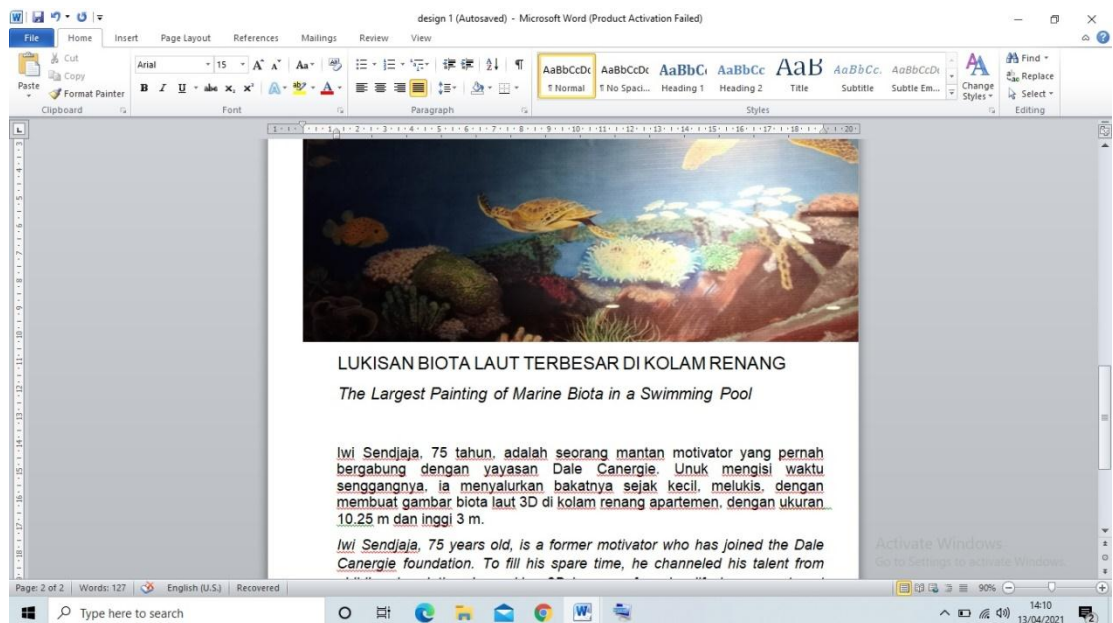 design 1 (Autosaved) - Microsoft Word (Product Activation Failed)
File Home Insert Page Layout References Mailings Review View
Paste
Cut
Copy
Format Painter
Clipboard
Arial 15
Font
Paragraph
AaBbCcDc AaBbCcDc AaBbC AaBbCc AaB AaBbCc. AaBbCcDc
¶ Normal ¶ No Spaci... Heading 1 Heading 2 Title Subtitle Subtle Em...
Change Styles
Styles
Find
Replace
Select
Editing
LUKISAN BIOTA LAUT TERBESAR DI KOLAM RENANG
The Largest Painting of Marine Biota in a Swimming Pool
Iwi Sendjaja, 75 tahun, adalah seorang mantan motivator yang pernah
bergabung dengan yayasan Dale Canergie. Unuk mengisi waktu
senggangnya, ia menyalurkan bakatnya sejak kecil, melukis, dengan
membuat gambar biota laut 3D di kolam renang apartemen, dengan ukuran
10.25 m dan inggi 3 m.
Iwi Sendjaja, 75 years old, is a former motivator who has joined the Dale
Canergie foundation. To fill his spare time, he channeled his talent from
Activate Windows
Go to Settings to activate Windows.
Page: 2 of 2 Words: 127 English (U.S.) Recovered 90%
Type here to search
14:10
13/04/2021